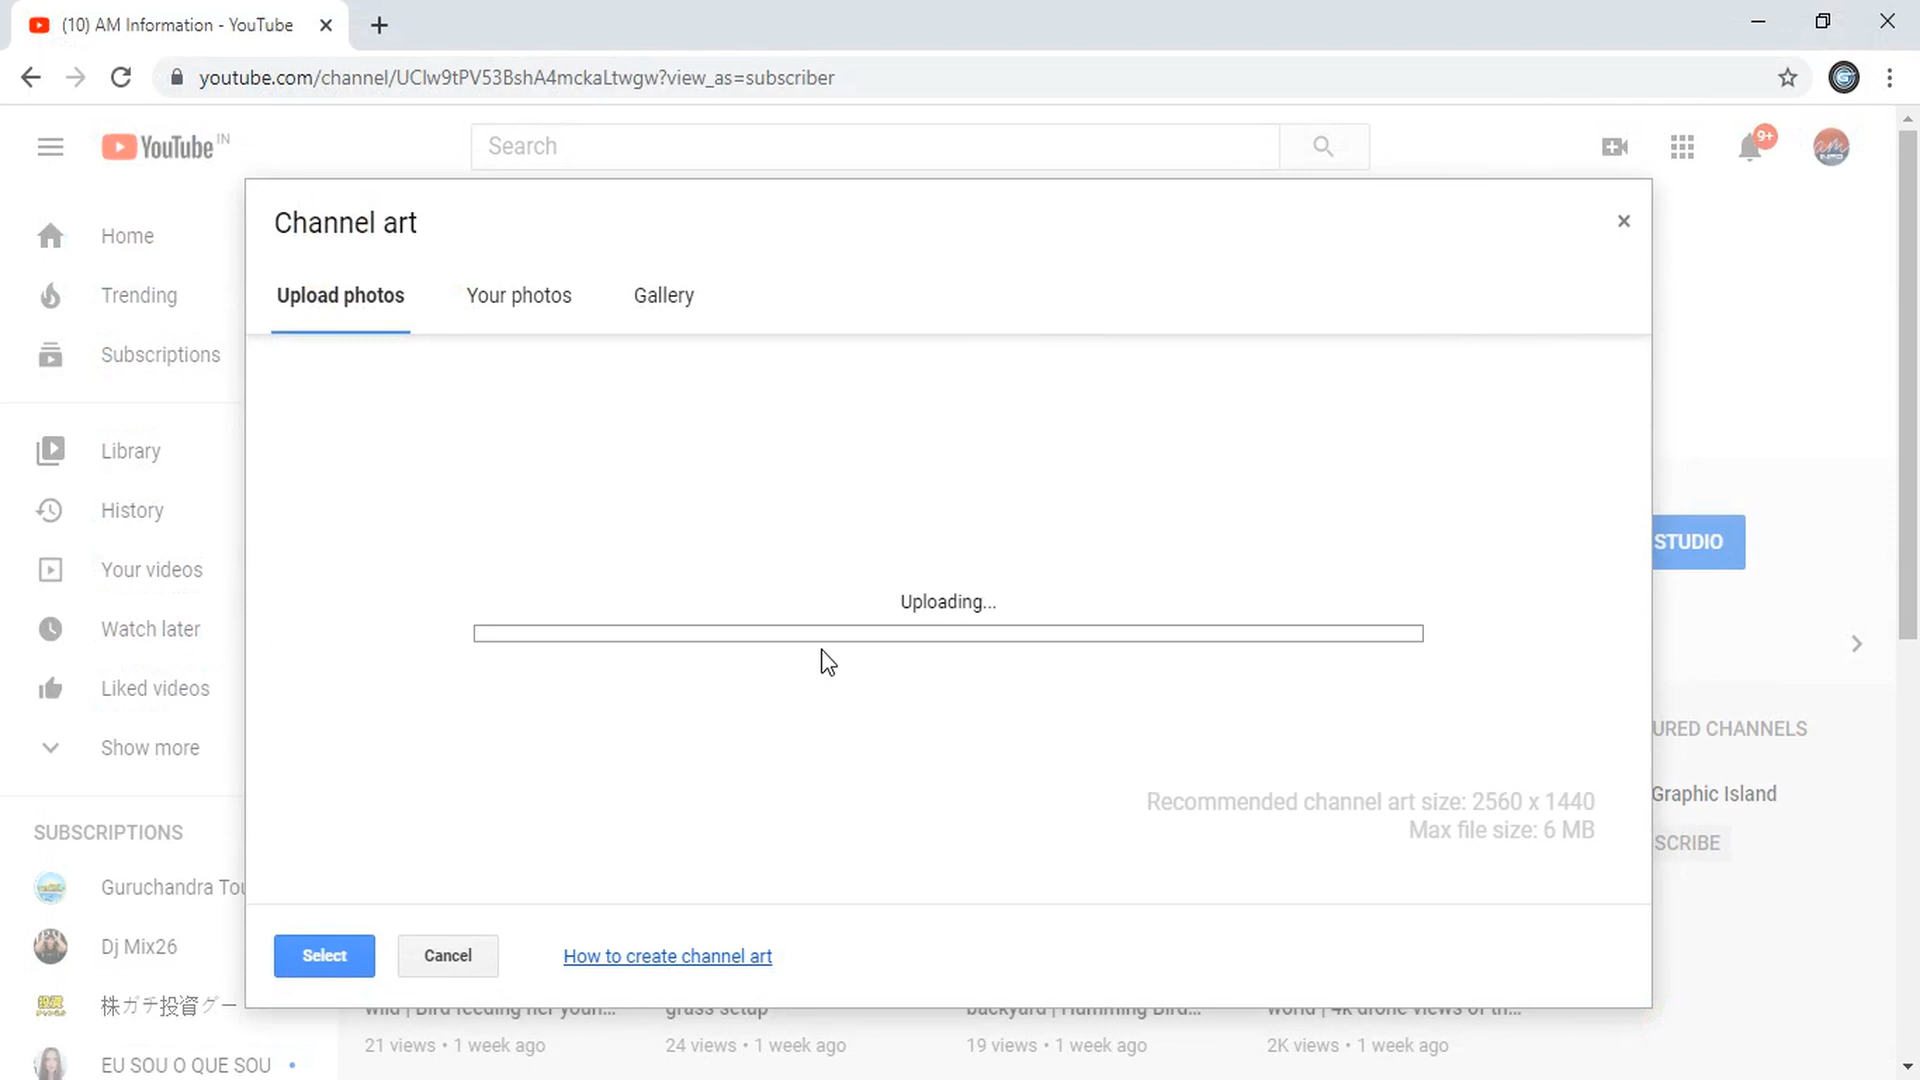 (10) AM Information - YouTube
youtube.com/channel/UClw9tPV53BshA4mckaLtwgw?view_as=subscriber
YouTube IN
Search
9+
Home
Trending
Subscriptions
Library
History
Your videos
Watch later
Liked videos
Show more
SUBSCRIPTIONS
Guruchandra Tou
Dj Mix26
株ガチ投資グー
EU SOU O QUE SOU
Channel art
Upload photos
Your photos
Gallery
Uploading...
Recommended channel art size: 2560 x 1440
Max file size: 6 MB
Select
Cancel
How to create channel art
STUDIO
URED CHANNELS
Graphic Island
SCRIBE
wild | Bird feeding her youn...
grass setup
backyard | Humming Bird...
world | 4k drone views of th...
21 views • 1 week ago
24 views • 1 week ago
19 views • 1 week ago
2K views • 1 week ago